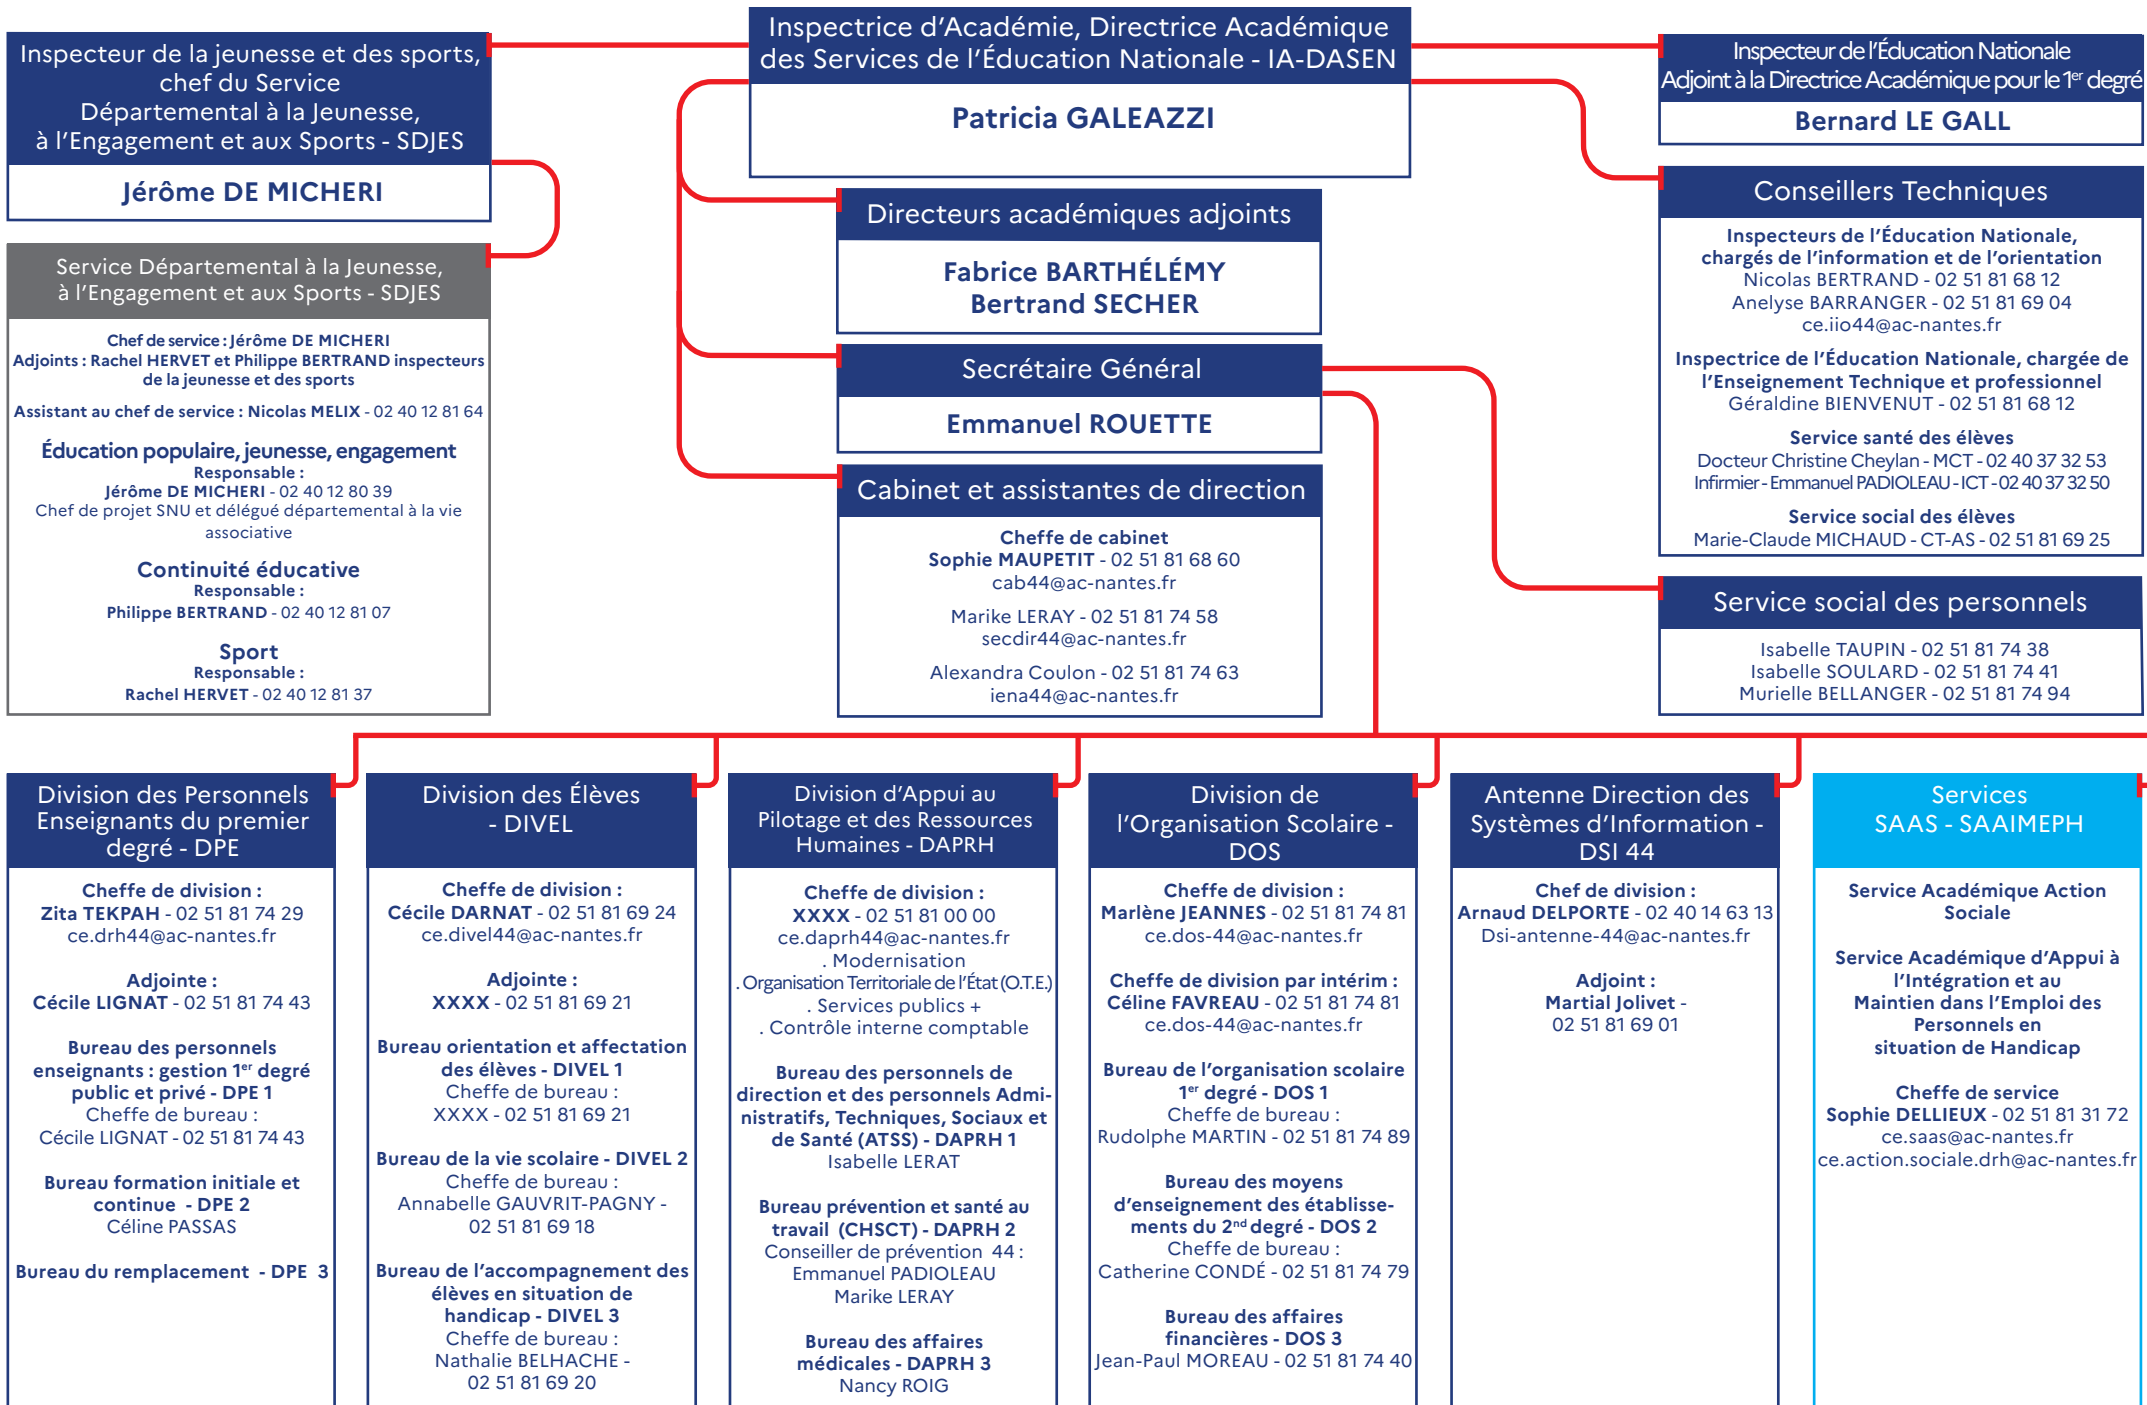 Inspecteur de la jeunesse et des sports,
chef du Service
Départemental à la Jeunesse,
à l'Engagement et aux Sports - SDJES
Jérôme DE MICHERI
Inspectrice d'Académie, Directrice Académique
des Services de l'Éducation Nationale - IA-DASEN
Patricia GALEAZZI
Inspecteur de l'Éducation Nationale
Adjoint à la Directrice Académique pour le 1er degré
Bernard LE GALL
Service Départemental à la Jeunesse,
à l'Engagement et aux Sports - SDJES
Chef de service : Jérôme DE MICHERI
Adjoints : Rachel HERVET et Philippe BERTRAND inspecteurs
de la jeunesse et des sports
Assistant au chef de service : Nicolas MELIX - 02 40 12 81 64
Éducation populaire, jeunesse, engagement
Responsable :
Jérôme DE MICHERI - 02 40 12 80 39
Chef de projet SNU et délégué départemental à la vie
associative
Continuité éducative
Responsable :
Philippe BERTRAND - 02 40 12 81 07
Sport
Responsable :
Rachel HERVET - 02 40 12 81 37
Directeurs académiques adjoints
Fabrice BARTHÉLÉMY
Bertrand SECHER
Secrétaire Général
Emmanuel ROUETTE
Cabinet et assistantes de direction
Cheffe de cabinet
Sophie MAUPETIT - 02 51 81 68 60
cab44@ac-nantes.fr
Marike LERAY - 02 51 81 74 58
secdir44@ac-nantes.fr
Alexandra Coulon - 02 51 81 74 63
iena44@ac-nantes.fr
Conseillers Techniques
Inspecteurs de l'Éducation Nationale,
chargés de l'information et de l'orientation
Nicolas BERTRAND - 02 51 81 68 12
Anelyse BARRANGER - 02 51 81 69 04
ce.iio44@ac-nantes.fr
Inspectrice de l'Éducation Nationale, chargée de
l'Enseignement Technique et professionnel
Géraldine BIENVENUT - 02 51 81 68 12
Service santé des élèves
Docteur Christine Cheylan - MCT - 02 40 37 32 53
Infirmier - Emmanuel PADIOLEAU - ICT - 02 40 37 32 50
Service social des élèves
Marie-Claude MICHAUD - CT-AS - 02 51 81 69 25
Service social des personnels
Isabelle TAUPIN - 02 51 81 74 38
Isabelle SOULARD - 02 51 81 74 41
Murielle BELLANGER - 02 51 81 74 94
Division des Personnels
Enseignants du premier
degré - DPE
Cheffe de division :
Zita TEKPAH - 02 51 81 74 29
ce.drh44@ac-nantes.fr
Adjointe :
Cécile LIGNAT - 02 51 81 74 43
Bureau des personnels
enseignants : gestion 1er degré
public et privé - DPE 1
Cheffe de bureau :
Cécile LIGNAT - 02 51 81 74 43
Bureau formation initiale et
continue - DPE 2
Céline PASSAS
Bureau du remplacement - DPE 3
Division des Élèves
- DIVEL
Cheffe de division :
Cécile DARNAT - 02 51 81 69 24
ce.divel44@ac-nantes.fr
Adjointe :
XXXX - 02 51 81 69 21
Bureau orientation et affectation
des élèves - DIVEL 1
Cheffe de bureau :
XXXX - 02 51 81 69 21
Bureau de la vie scolaire - DIVEL 2
Cheffe de bureau :
Annabelle GAUVRIT-PAGNY -
02 51 81 69 18
Bureau de l'accompagnement des
élèves en situation de
handicap - DIVEL 3
Cheffe de bureau :
Nathalie BELHACHE -
02 51 81 69 20
Division d'Appui au
Pilotage et des Ressources
Humaines - DAPRH
Cheffe de division :
XXXX - 02 51 81 00 00
ce.daprh44@ac-nantes.fr
. Modernisation
. Organisation Territoriale de l'État (O.T.E.)
. Services publics +
. Contrôle interne comptable
Bureau des personnels de
direction et des personnels Admi-
nistratifs, Techniques, Sociaux et
de Santé (ATSS) - DAPRH 1
Isabelle LERAT
Bureau prévention et santé au
travail (CHSCT) - DAPRH 2
Conseiller de prévention 44 :
Emmanuel PADIOLEAU
Marike LERAY
Bureau des affaires
médicales - DAPRH 3
Nancy ROIG
Division de
l'Organisation Scolaire -
DOS
Cheffe de division :
Marlène JEANNES - 02 51 81 74 81
ce.dos-44@ac-nantes.fr
Cheffe de division par intérim :
Céline FAVREAU - 02 51 81 74 81
ce.dos-44@ac-nantes.fr
Bureau de l'organisation scolaire
1er degré - DOS 1
Cheffe de bureau :
Rudolphe MARTIN - 02 51 81 74 89
Bureau des moyens
d'enseignement des établisse-
ments du 2nd degré - DOS 2
Cheffe de bureau :
Catherine CONDÉ - 02 51 81 74 79
Bureau des affaires
financières - DOS 3
Jean-Paul MOREAU - 02 51 81 74 40
Antenne Direction des
Systèmes d'Information -
DSI 44
Chef de division :
Arnaud DELPORTE - 02 40 14 63 13
Dsi-antenne-44@ac-nantes.fr
Adjoint :
Martial Jolivet -
02 51 81 69 01
Services
SAAS - SAAIMEPH
Service Académique Action
Sociale
Service Académique d'Appui à
l'Intégration et au
Maintien dans l'Emploi des
Personnels en
situation de Handicap
Cheffe de service
Sophie DELLIEUX - 02 51 81 31 72
ce.saas@ac-nantes.fr
ce.action.sociale.drh@ac-nantes.fr